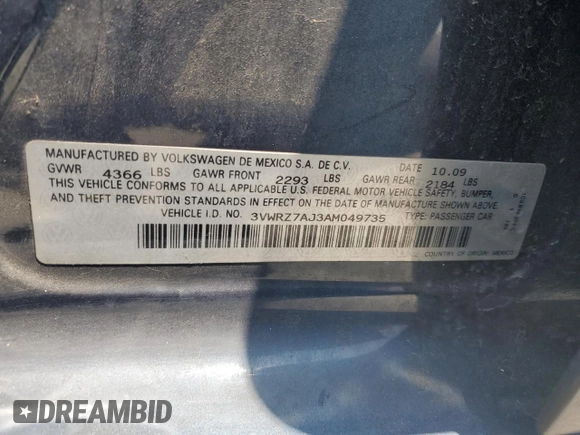 MANUFACTURED BY VOLKSWAGEN DE MEXICO S.A. DE C.V. DATE 10.09
GVWR 4366 LBS GAWR FRONT 2293 LBS GAWR REAR 2184 LBS
THIS VEHICLE CONFORMS TO ALL APPLICABLE U.S. FEDERAL MOTOR VEHICLE SAFETY, BUMPER,
AND THEFT PREVENTION STANDARDS IN EFFECT ON THE DATE OF MANUFACTURE SHOWN ABOVE.
VEHICLE I.D. NO. 3VWRZ7AJ3AM049735 TYPE: PASSENGER CAR
COUNTRY OF ORIGIN: MEXICO
DREAMBID